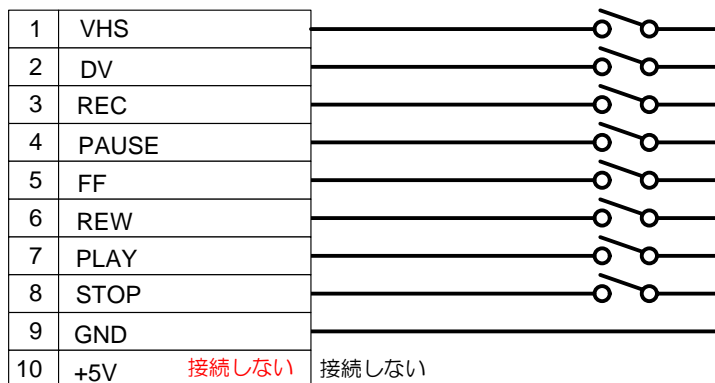 1 VHS
2 DV
3 REC
4 PAUSE
5 FF
6 REW
7 PLAY
8 STOP
9 GND
10 +5V 接続しない 接続しない